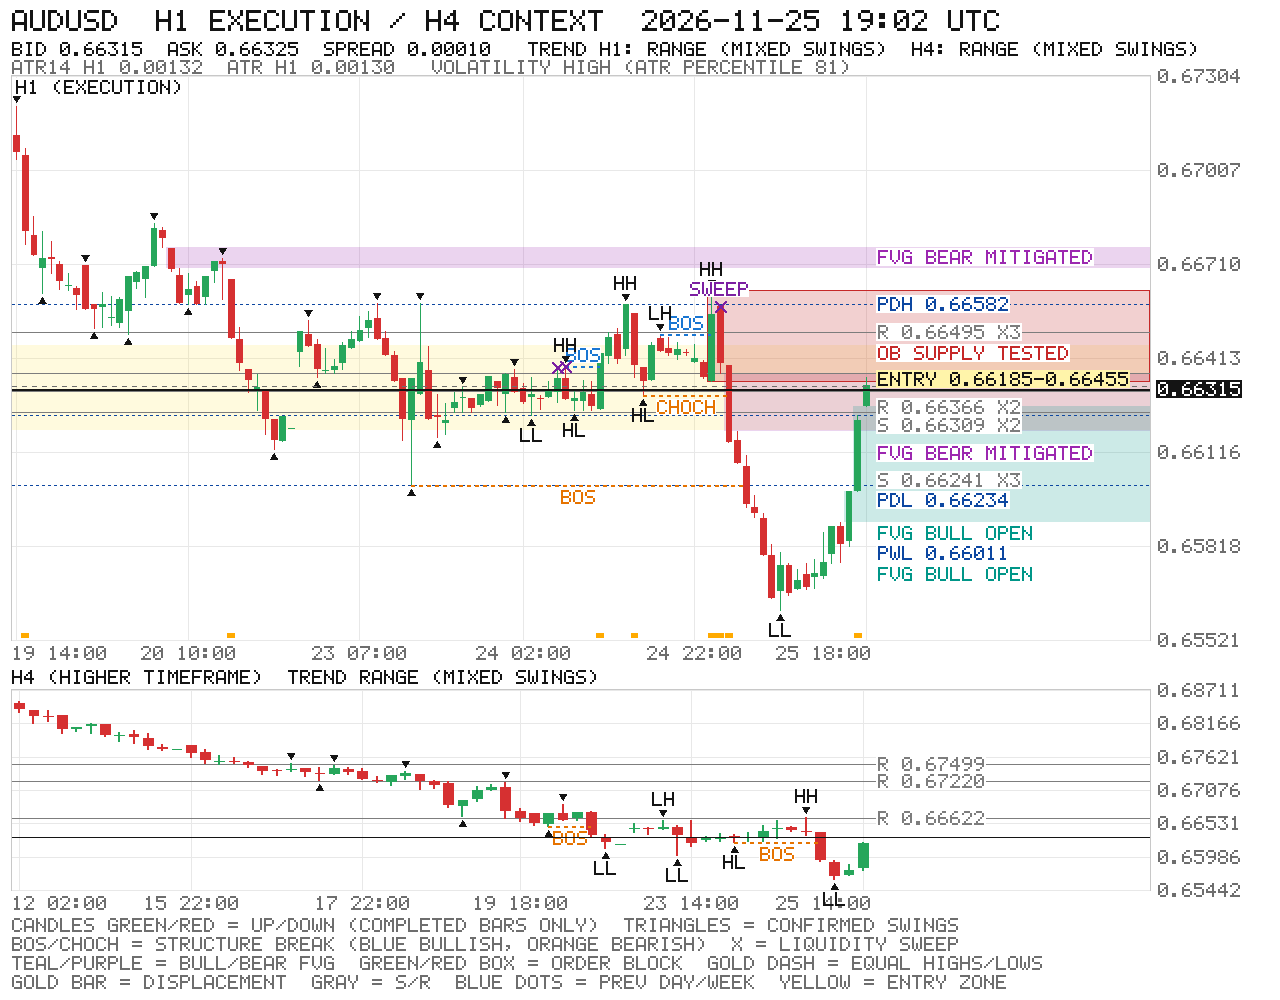 AUDUSD  H1 EXECUTION / H4 CONTEXT  2026-11-25 19:02 UTC
BID 0.66315  ASK 0.66325  SPREAD 0.00010   TREND H1: RANGE (MIXED SWINGS)  H4: RANGE (MIXED SWINGS)
ATR14 H1 0.00132  ATR H1 0.00130   VOLATILITY HIGH (ATR PERCENTILE 81)
0.67304
H1 (EXECUTION)
0.67007
FVG BEAR MITIGATED
0.66710
HH
HH
SWEEP
PDH 0.66582
LH
BOS
R 0.66495 X3
HH
BOS
OB SUPPLY TESTED
0.66413
ENTRY 0.66185-0.66455
0.66315
CHOCH
R 0.66366 X2
HL
S 0.66309 X2
LL
HL
0.66116
FVG BEAR MITIGATED
S 0.66241 X3
BOS
PDL 0.66234
FVG BULL OPEN
0.65818
PWL 0.66011
FVG BULL OPEN
LL
0.65521
19 14:00
20 10:00
23 07:00
24 02:00
24 22:00
25 18:00
H4 (HIGHER TIMEFRAME)  TREND RANGE (MIXED SWINGS)
0.68711
0.68166
0.67621
R 0.67499
R 0.67220
0.67076
LH
HH
R 0.66622
0.66531
BOS
BOS
0.65986
LL
LL
HL
LL
0.65442
12 02:00
15 22:00
17 22:00
19 18:00
23 14:00
25 14:00
CANDLES GREEN/RED = UP/DOWN (COMPLETED BARS ONLY)  TRIANGLES = CONFIRMED SWINGS
BOS/CHOCH = STRUCTURE BREAK (BLUE BULLISH, ORANGE BEARISH)  X = LIQUIDITY SWEEP
TEAL/PURPLE = BULL/BEAR FVG  GREEN/RED BOX = ORDER BLOCK  GOLD DASH = EQUAL HIGHS/LOWS
GOLD BAR = DISPLACEMENT  GRAY = S/R  BLUE DOTS = PREV DAY/WEEK  YELLOW = ENTRY ZONE